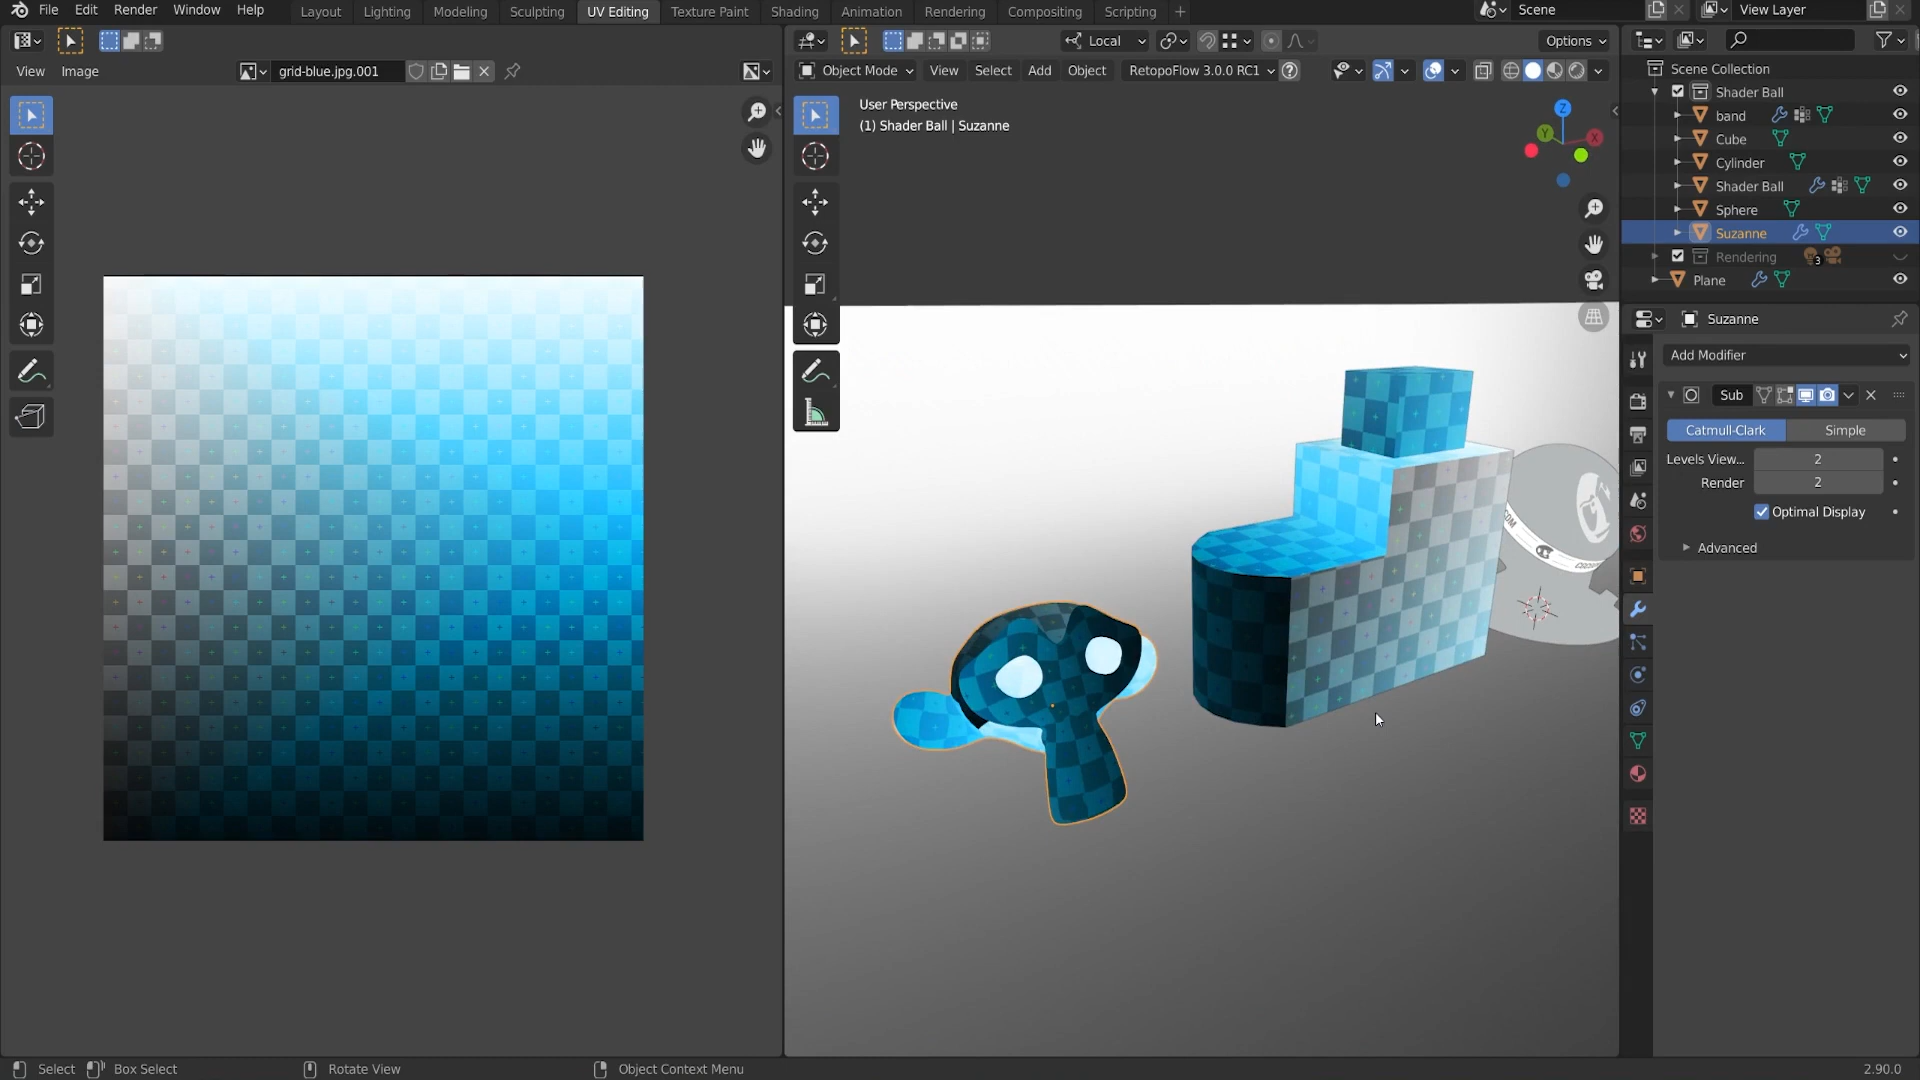 File Edit Render Window Help Layout Lighting Modeling Sculpting UV Editing Texture Paint Shading Animation Rendering Compositing Scripting + Scene View Layer
Local Options
View Image grid-blue.jpg.001 Object Mode View Select Add Object RetopoFlow 3.0.0 RC1
User Perspective
(1) Shader Ball | Suzanne
Z
Y
X
Scene Collection
Shader Ball
band
Cube
Cylinder
Shader Ball
Sphere
Suzanne
Rendering 3
Plane
Suzanne
Add Modifier
Sub
Catmull-Clark Simple
Levels View... 2
Render 2
Optimal Display
Advanced
Select Box Select Rotate View Object Context Menu 2.90.0